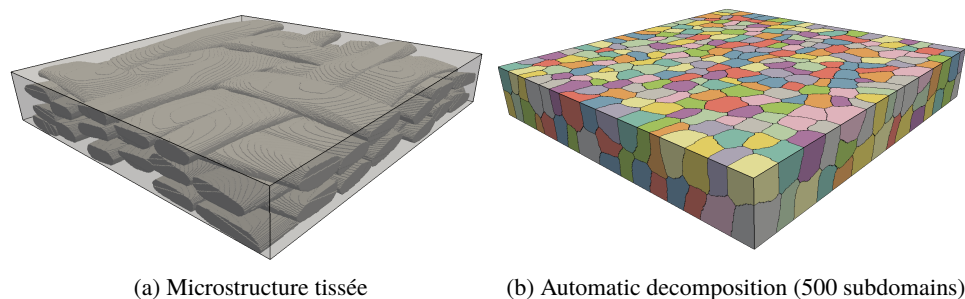 (a) Microstructure tissée
(b) Automatic decomposition (500 subdomains)